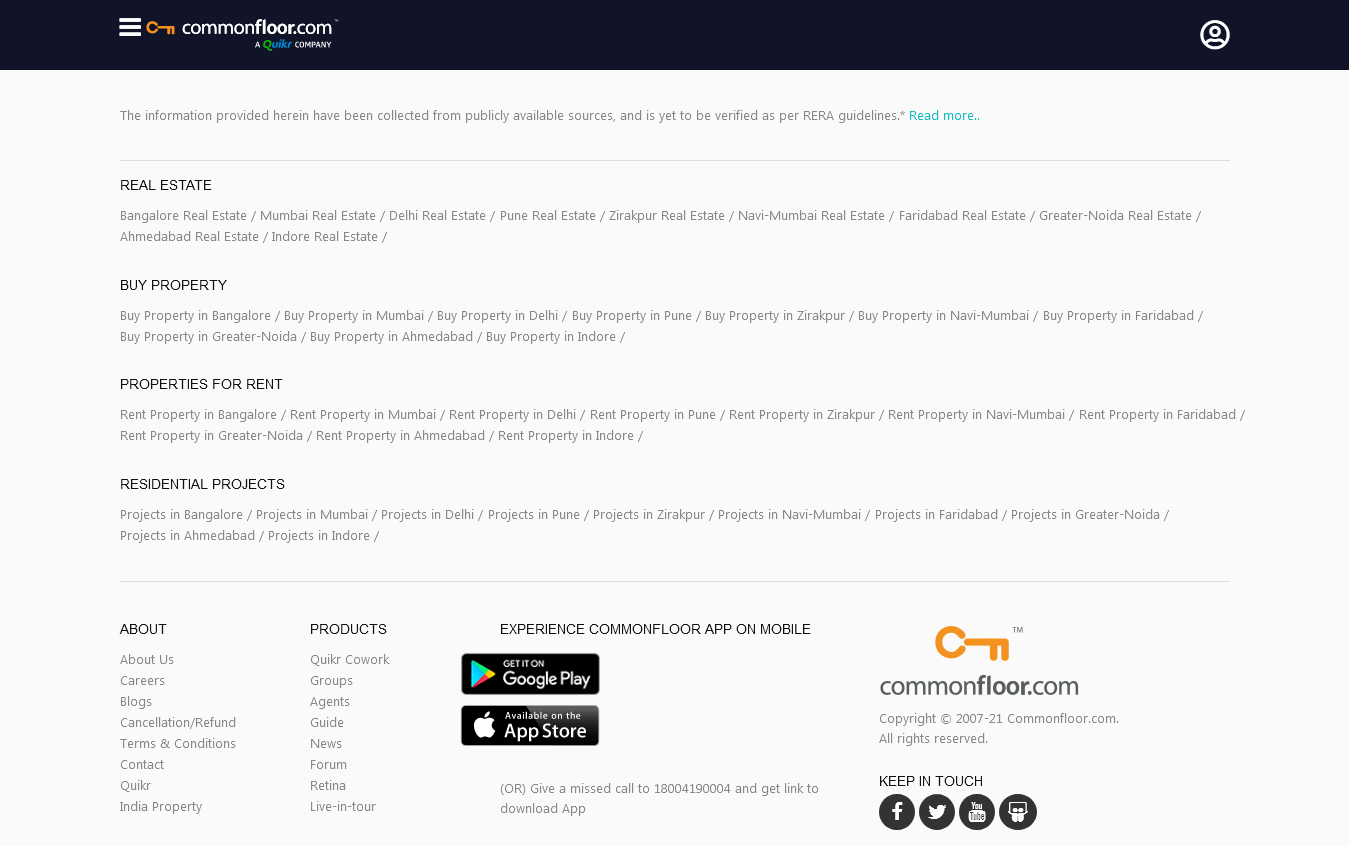 commonfloor.com™
A Quikr COMPANY
The information provided herein have been collected from publicly available sources, and is yet to be verified as per RERA guidelines.* Read more..
REAL ESTATE
Bangalore Real Estate / Mumbai Real Estate / Delhi Real Estate / Pune Real Estate / Zirakpur Real Estate / Navi-Mumbai Real Estate / Faridabad Real Estate / Greater-Noida Real Estate /
Ahmedabad Real Estate / Indore Real Estate /
BUY PROPERTY
Buy Property in Bangalore / Buy Property in Mumbai / Buy Property in Delhi / Buy Property in Pune / Buy Property in Zirakpur / Buy Property in Navi-Mumbai / Buy Property in Faridabad /
Buy Property in Greater-Noida / Buy Property in Ahmedabad / Buy Property in Indore /
PROPERTIES FOR RENT
Rent Property in Bangalore / Rent Property in Mumbai / Rent Property in Delhi / Rent Property in Pune / Rent Property in Zirakpur / Rent Property in Navi-Mumbai / Rent Property in Faridabad /
Rent Property in Greater-Noida / Rent Property in Ahmedabad / Rent Property in Indore /
RESIDENTIAL PROJECTS
Projects in Bangalore / Projects in Mumbai / Projects in Delhi / Projects in Pune / Projects in Zirakpur / Projects in Navi-Mumbai / Projects in Faridabad / Projects in Greater-Noida /
Projects in Ahmedabad / Projects in Indore /
ABOUT
About Us
Careers
Blogs
Cancellation/Refund
Terms & Conditions
Contact
Quikr
India Property
PRODUCTS
Quikr Cowork
Groups
Agents
Guide
News
Forum
Retina
Live-in-tour
EXPERIENCE COMMONFLOOR APP ON MOBILE
GET IT ON
Google Play
Available on the
App Store
(OR) Give a missed call to 18004190004 and get link to
download App
™
commonfloor.com
Copyright © 2007-21 Commonfloor.com.
All rights reserved.
KEEP IN TOUCH
You
Tube